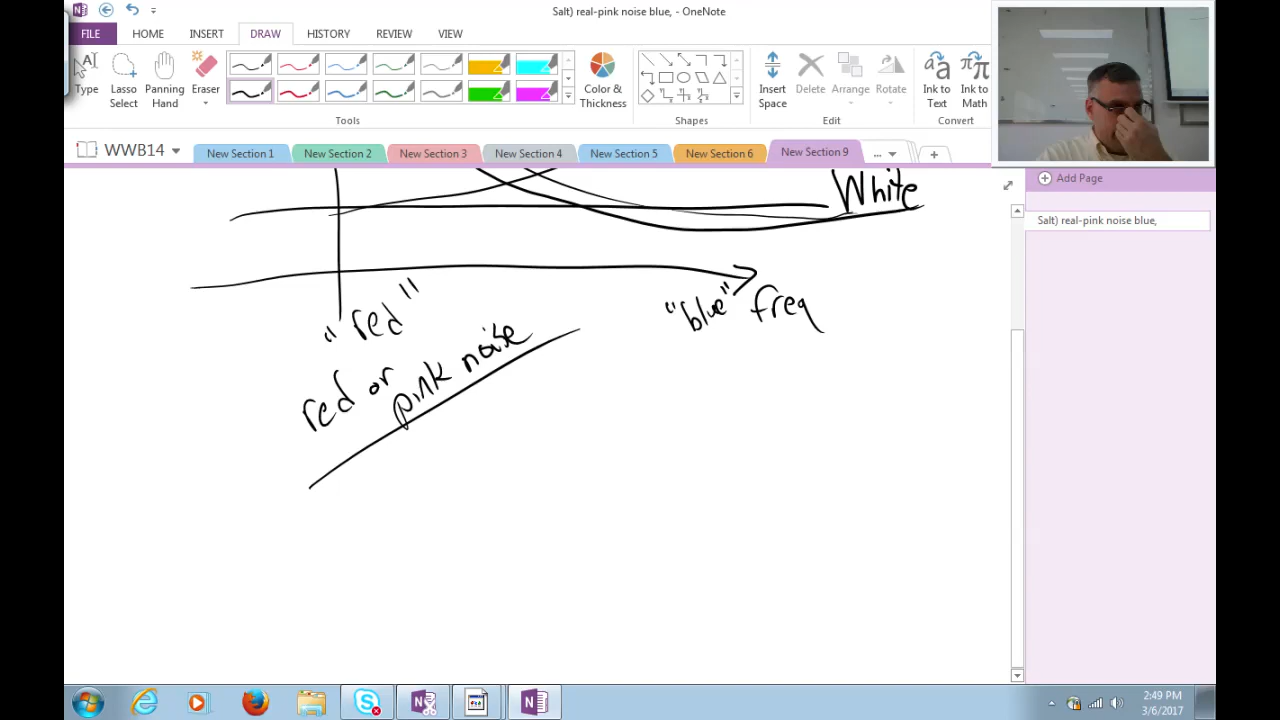 Salt) real-pink noise blue, - OneNote
FILE HOME INSERT DRAW HISTORY REVIEW VIEW
Type
Lasso Select
Panning Hand
Eraser
Color & Thickness
Insert Space
Delete
Arrange
Rotate
Ink to Text
Ink to Math
Tools
Shapes
Edit
Convert
WWB14
New Section 1
New Section 2
New Section 3
New Section 4
New Section 5
New Section 6
New Section 9
...
Add Page
Salt) real-pink noise blue,
White
"red"
"blue" freq
red or
pink noise
2:49 PM
3/6/2017